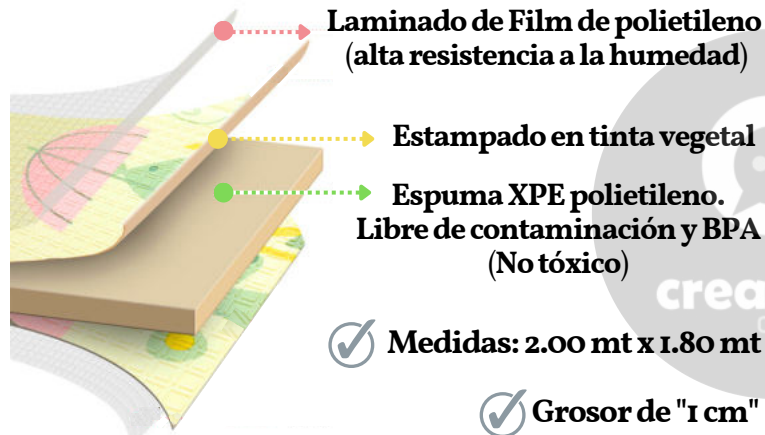 Laminado de Film de polietileno
(alta resistencia a la humedad)
Estampado en tinta vegetal
Espuma XPE polietileno.
Libre de contaminación y BPA
(No tóxico)
crea
Medidas: 2.00 mt x 1.80 mt
Grosor de "1 cm"